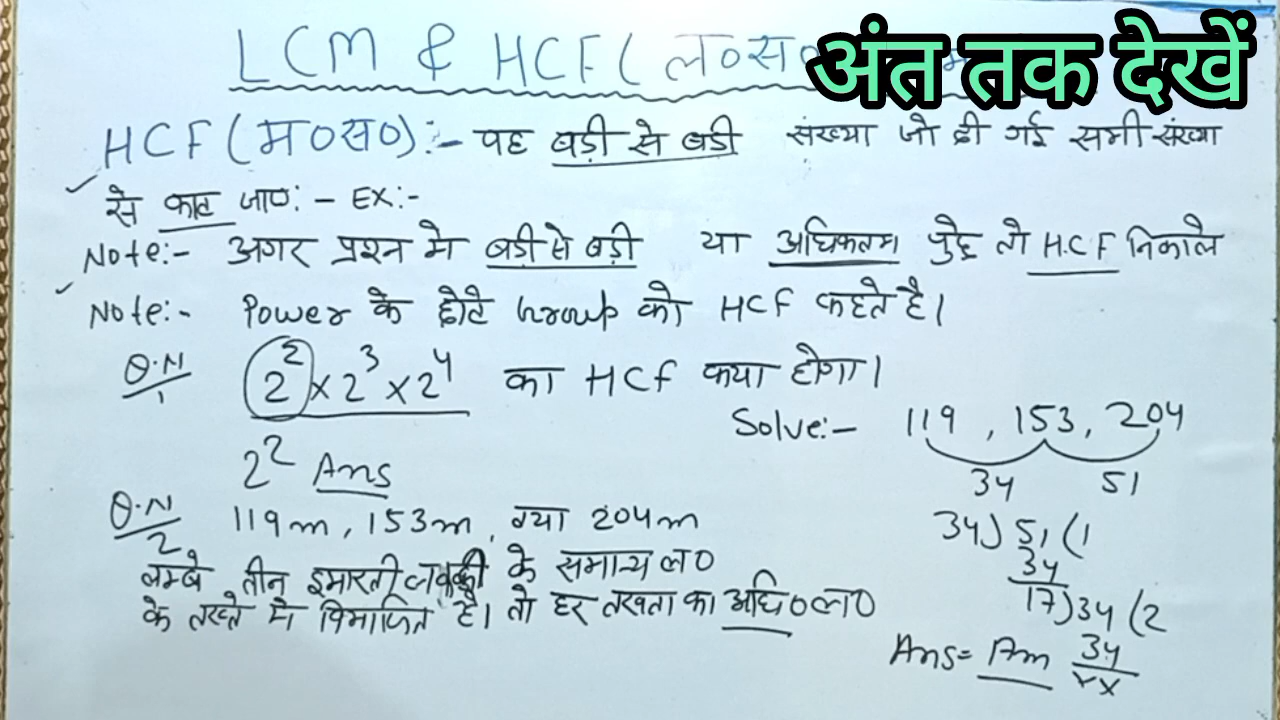 LCM & HCF (ल०स०
अंत तक देखें
HCF (म०स०):- वह बड़ी से बडी संख्या जो दी गई सभी संख्या
से काट जाए:- EX:-
Note:- अगर प्रश्न मे बड़ी से बड़ी या अधिकतम पुछे तो HCF निकाले
Note:- Power के छोटे Group को HCF कहते है।
Q.N 1 2² × 2³ × 2⁴ का HCF क्या होगा।
2² Ans
Q.N 2 119m, 153m, तथा 204m
लम्बे तीन इमारती लकड़ी के समान्य ल०
के तख्ते मे विभाजित है। तो हर तख्ता का अधि०ल०
Solve:- 119, 153, 204
34 51
34) 51 (1
34
17) 34 (2
34
Ans=